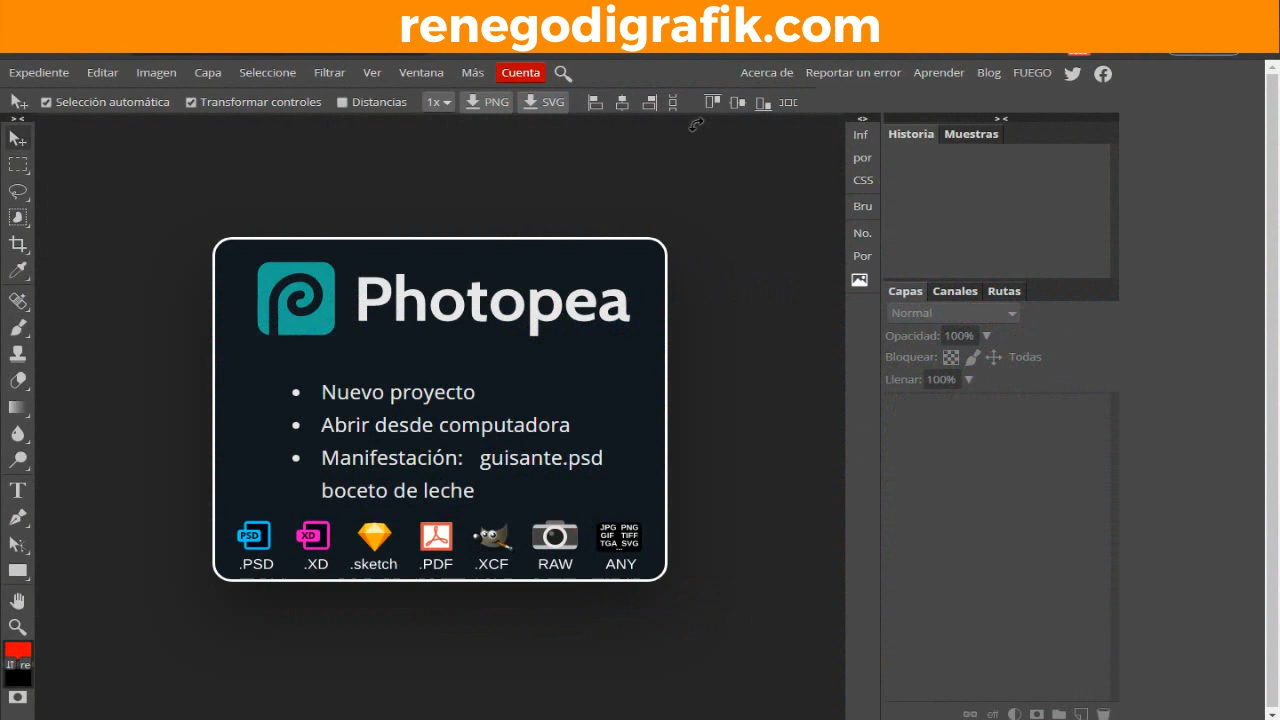 renegodigrafik.com
Expediente Editar Imagen Capa Seleccione Filtrar Ver Ventana Más Cuenta Acerca de Reportar un error Aprender Blog FUEGO
Selección automática Transformar controles Distancias 1x PNG SVG
Inf
por
CSS
Bru
No.
Por
Historia Muestras
Capas Canales Rutas
Normal
Opacidad: 100%
Bloquear: Todas
Llenar: 100%
Photopea
Nuevo proyecto
Abrir desde computadora
Manifestación: guisante.psd
boceto de leche
PSD XD JPG PNG
GIF TIFF
TGA SVG
...
.PSD .XD .sketch .PDF .XCF RAW ANY
T
re
off